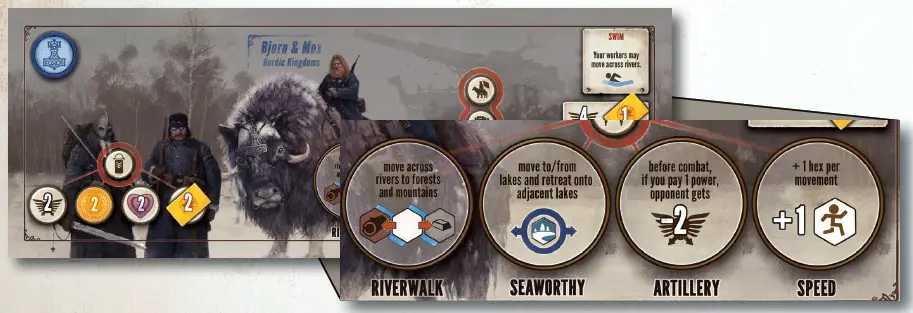 Bjorn & Mox
Nordic Kingdoms
SWIM
Your workers may
move across rivers.
4
1
2
2
2
2
move across
rivers to forests
and mountains
RIVERWALK
move to/from
lakes and retreat onto
adjacent lakes
SEAWORTHY
before combat,
if you pay 1 power,
opponent gets
-2
ARTILLERY
+1 hex per
movement
+1
SPEED